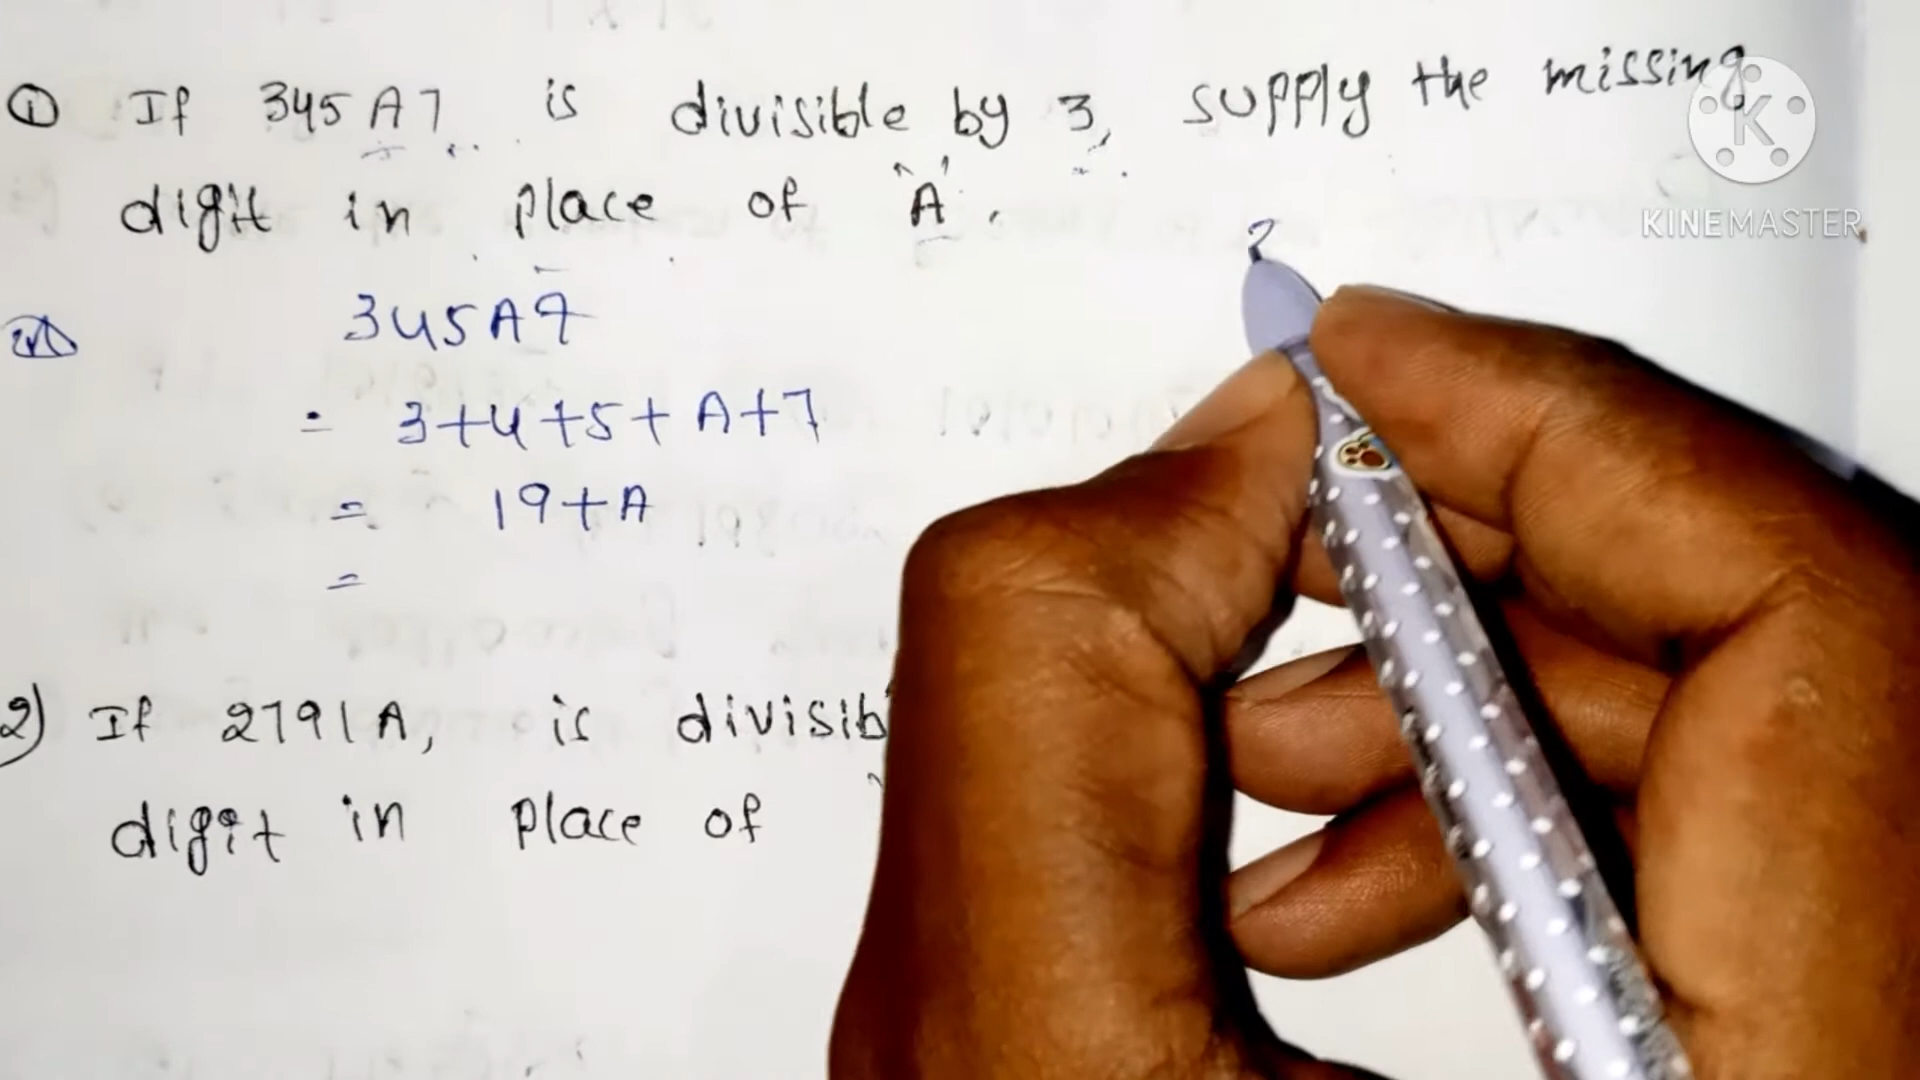 ① If 345A7 is divisible by 3, supply the missing
digit in place of "A".
345A7
= 3+4+5+A+7
= 19+A
=
2) If 2791A, is
digit in place of
KINEMASTER